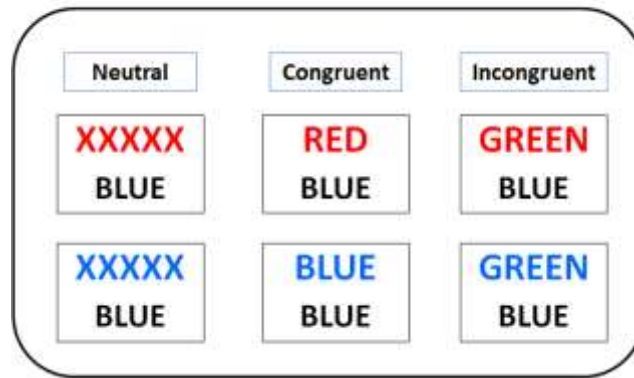 Neutral Congruent Incongruent
XXXXX RED GREEN
BLUE BLUE BLUE
XXXXX BLUE GREEN
BLUE BLUE BLUE